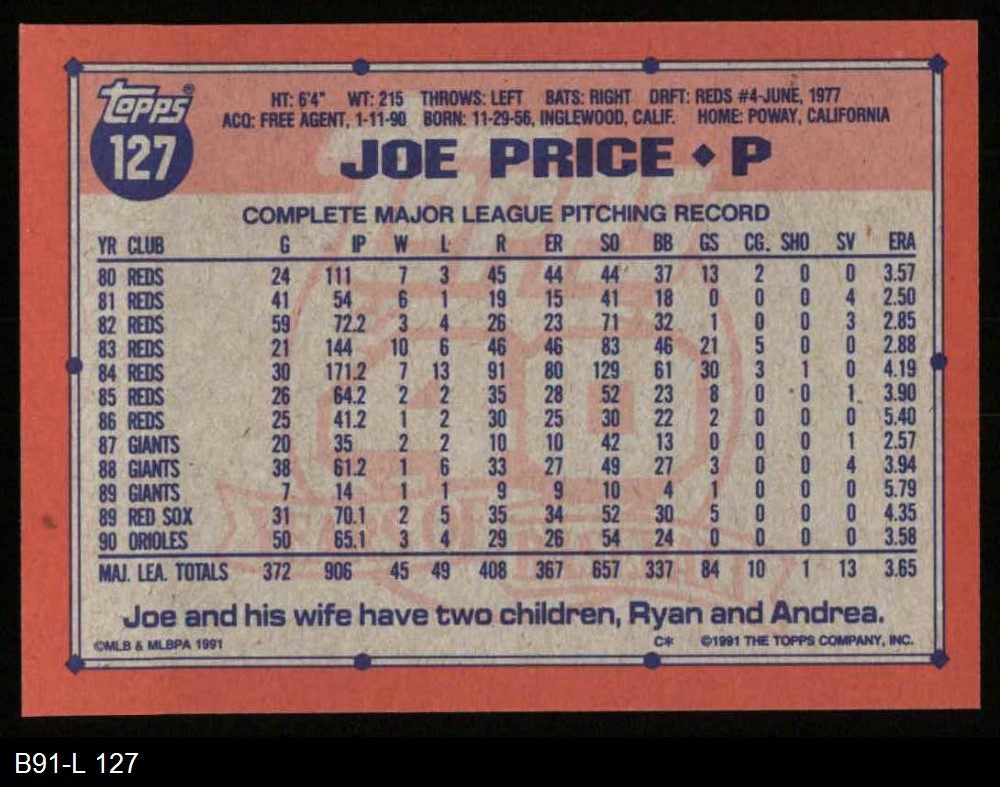 Topps®
127
HT: 6'4" WT: 215 THROWS: LEFT BATS: RIGHT DRFT: REDS #4-JUNE, 1977
ACQ: FREE AGENT, 1-11-90 BORN: 11-29-56, INGLEWOOD, CALIF. HOME: POWAY, CALIFORNIA
JOE PRICE ♦ P
COMPLETE MAJOR LEAGUE PITCHING RECORD
YR CLUB G IP W L R ER SO BB GS CG. SHO SV ERA
80 REDS 24 111 7 3 45 44 44 37 13 2 0 0 3.57
81 REDS 41 54 6 1 19 15 41 18 0 0 0 4 2.50
82 REDS 59 72.2 3 4 26 23 71 32 1 0 0 3 2.85
83 REDS 21 144 10 6 46 46 83 46 21 5 0 0 2.88
84 REDS 30 171.2 7 13 91 80 129 61 30 3 1 0 4.19
85 REDS 26 64.2 2 2 35 28 52 23 8 0 0 1 3.90
86 REDS 25 41.2 1 2 30 25 30 22 2 0 0 0 5.40
87 GIANTS 20 35 2 2 10 10 42 13 0 0 0 1 2.57
88 GIANTS 38 61.2 1 6 33 27 49 27 3 0 0 4 3.94
89 GIANTS 7 14 1 1 9 9 10 4 1 0 0 0 5.79
89 RED SOX 31 70.1 2 5 35 34 52 30 5 0 0 0 4.35
90 ORIOLES 50 65.1 3 4 29 26 54 24 0 0 0 0 3.58
MAJ. LEA. TOTALS 372 906 45 49 408 367 657 337 84 10 1 13 3.65
Joe and his wife have two children, Ryan and Andrea.
©MLB & MLBPA 1991 C* ©1991 THE TOPPS COMPANY, INC.
B91-L 127